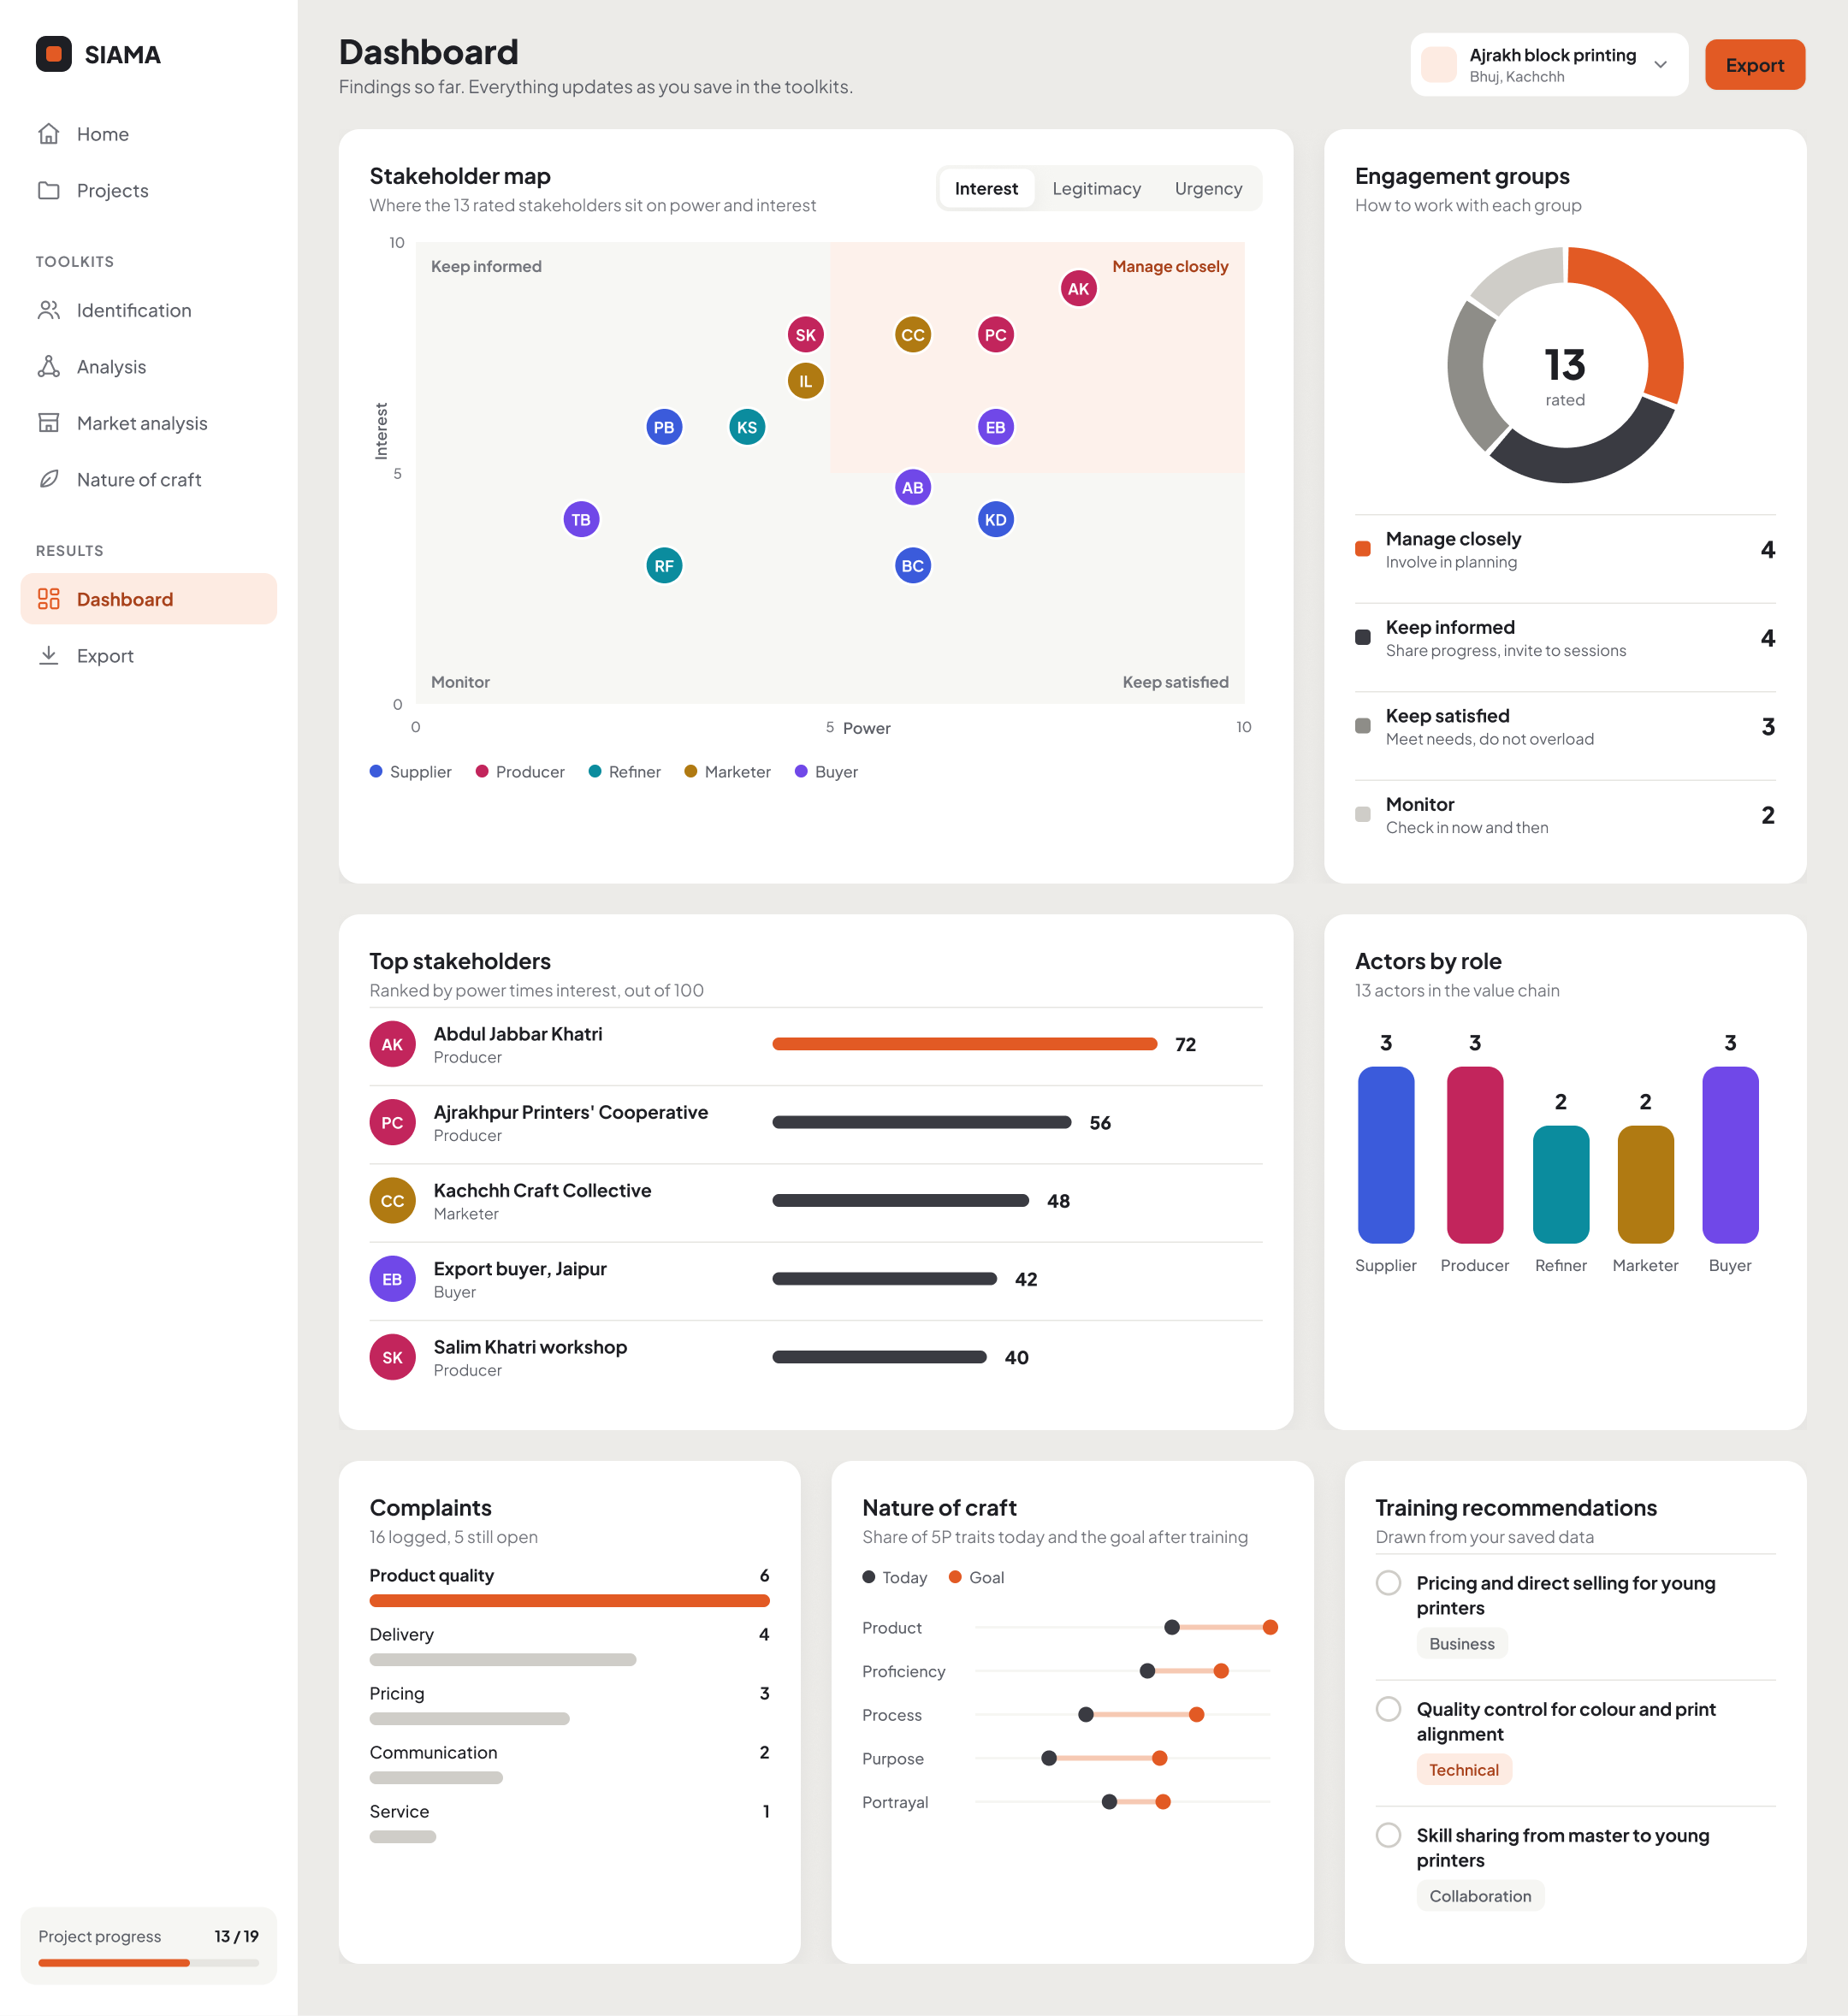 SIAMA
Home
Projects
TOOLKITS
Identification
Analysis
Market analysis
Nature of craft
RESULTS
Dashboard
Export
Project progress 13 / 19
Dashboard
Findings so far. Everything updates as you save in the toolkits.
Ajrakh block printing
Bhuj, Kachchh
Export
Stakeholder map
Where the 13 rated stakeholders sit on power and interest
Interest Legitimacy Urgency
10
Keep informed
Manage closely
AK
SK
CC
PC
IL
PB
KS
EB
Interest
5
AB
TB
KD
RF
BC
Monitor
Keep satisfied
0
0
5
Power
10
Supplier Producer Refiner Marketer Buyer
Engagement groups
How to work with each group
13
rated
Manage closely 4
Involve in planning
Keep informed 4
Share progress, invite to sessions
Keep satisfied 3
Meet needs, do not overload
Monitor 2
Check in now and then
Top stakeholders
Ranked by power times interest, out of 100
AK
Abdul Jabbar Khatri
Producer
72
PC
Ajrakhpur Printers' Cooperative
Producer
56
CC
Kachchh Craft Collective
Marketer
48
EB
Export buyer, Jaipur
Buyer
42
SK
Salim Khatri workshop
Producer
40
Actors by role
13 actors in the value chain
3 3 2 2 3
Supplier Producer Refiner Marketer Buyer
Complaints
16 logged, 5 still open
Product quality 6
Delivery 4
Pricing 3
Communication 2
Service 1
Nature of craft
Share of 5P traits today and the goal after training
Today Goal
Product
Proficiency
Process
Purpose
Portrayal
Training recommendations
Drawn from your saved data
Pricing and direct selling for young
printers
Business
Quality control for colour and print
alignment
Technical
Skill sharing from master to young
printers
Collaboration